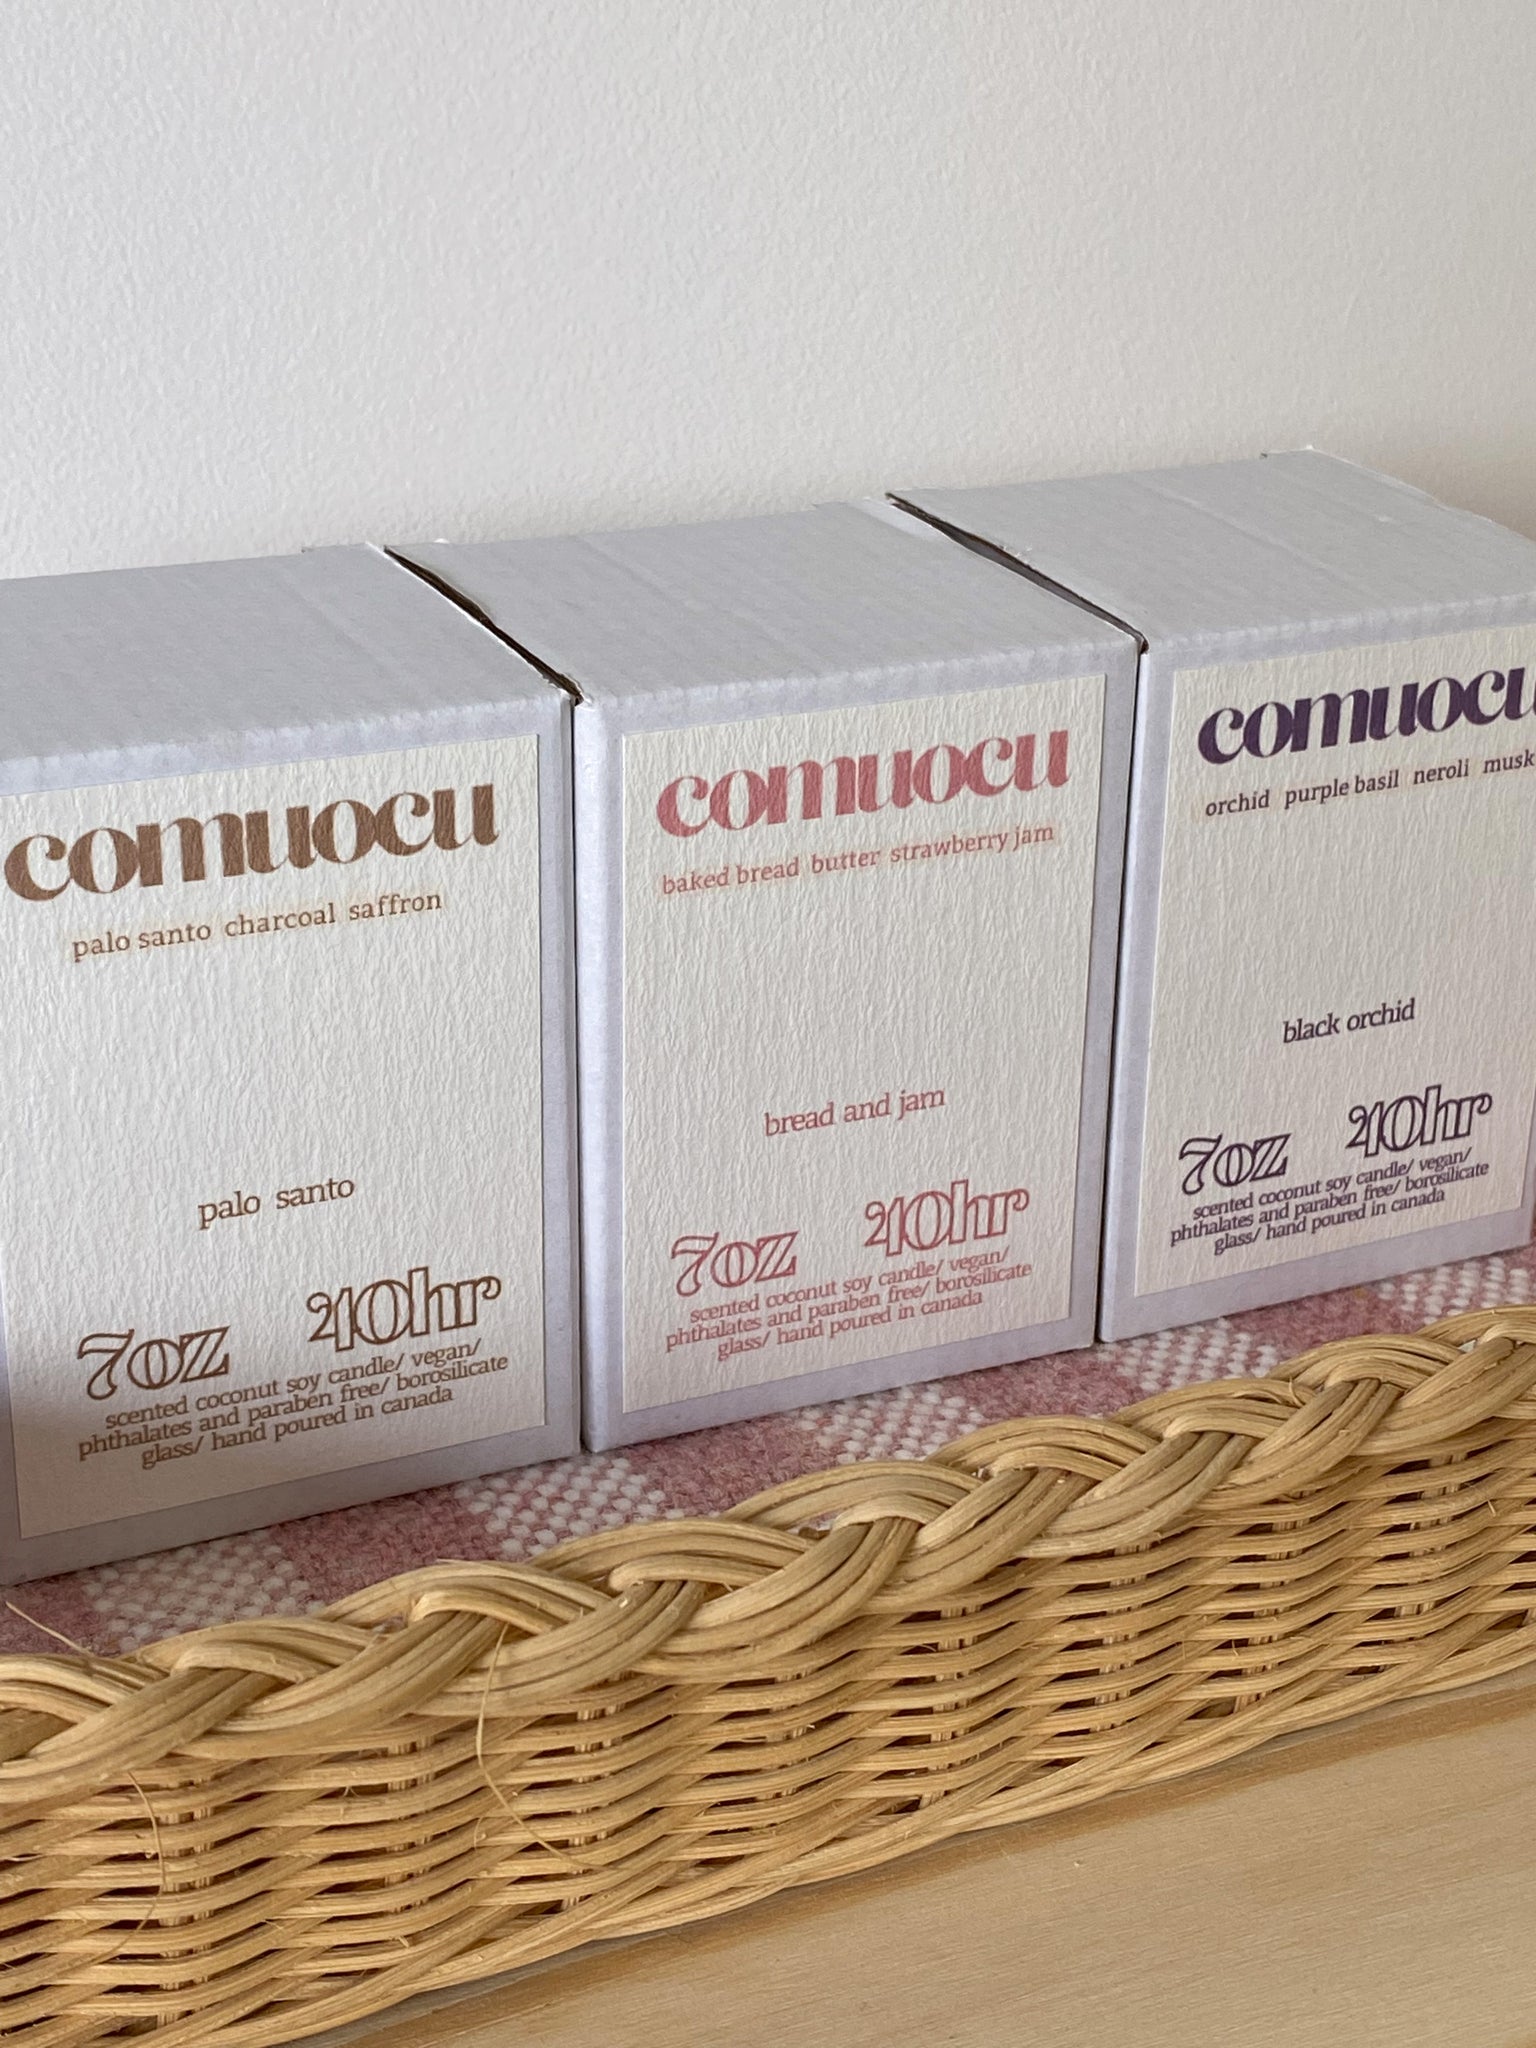 comuocu
palo santo charcoal saffron
palo santo
7oz 40hr
scented coconut soy candle/ vegan/
phthalates and paraben free/ borosilicate
glass/ hand poured in canada
comuocu
baked bread butter strawberry jam
bread and jam
7oz 40hr
scented coconut soy candle/ vegan/
phthalates and paraben free/ borosilicate
glass/ hand poured in canada
comuocu
orchid purple basil neroli musk
black orchid
7oz 40hr
scented coconut soy candle/ vegan/
phthalates and paraben free/ borosilicate
glass/ hand poured in canada